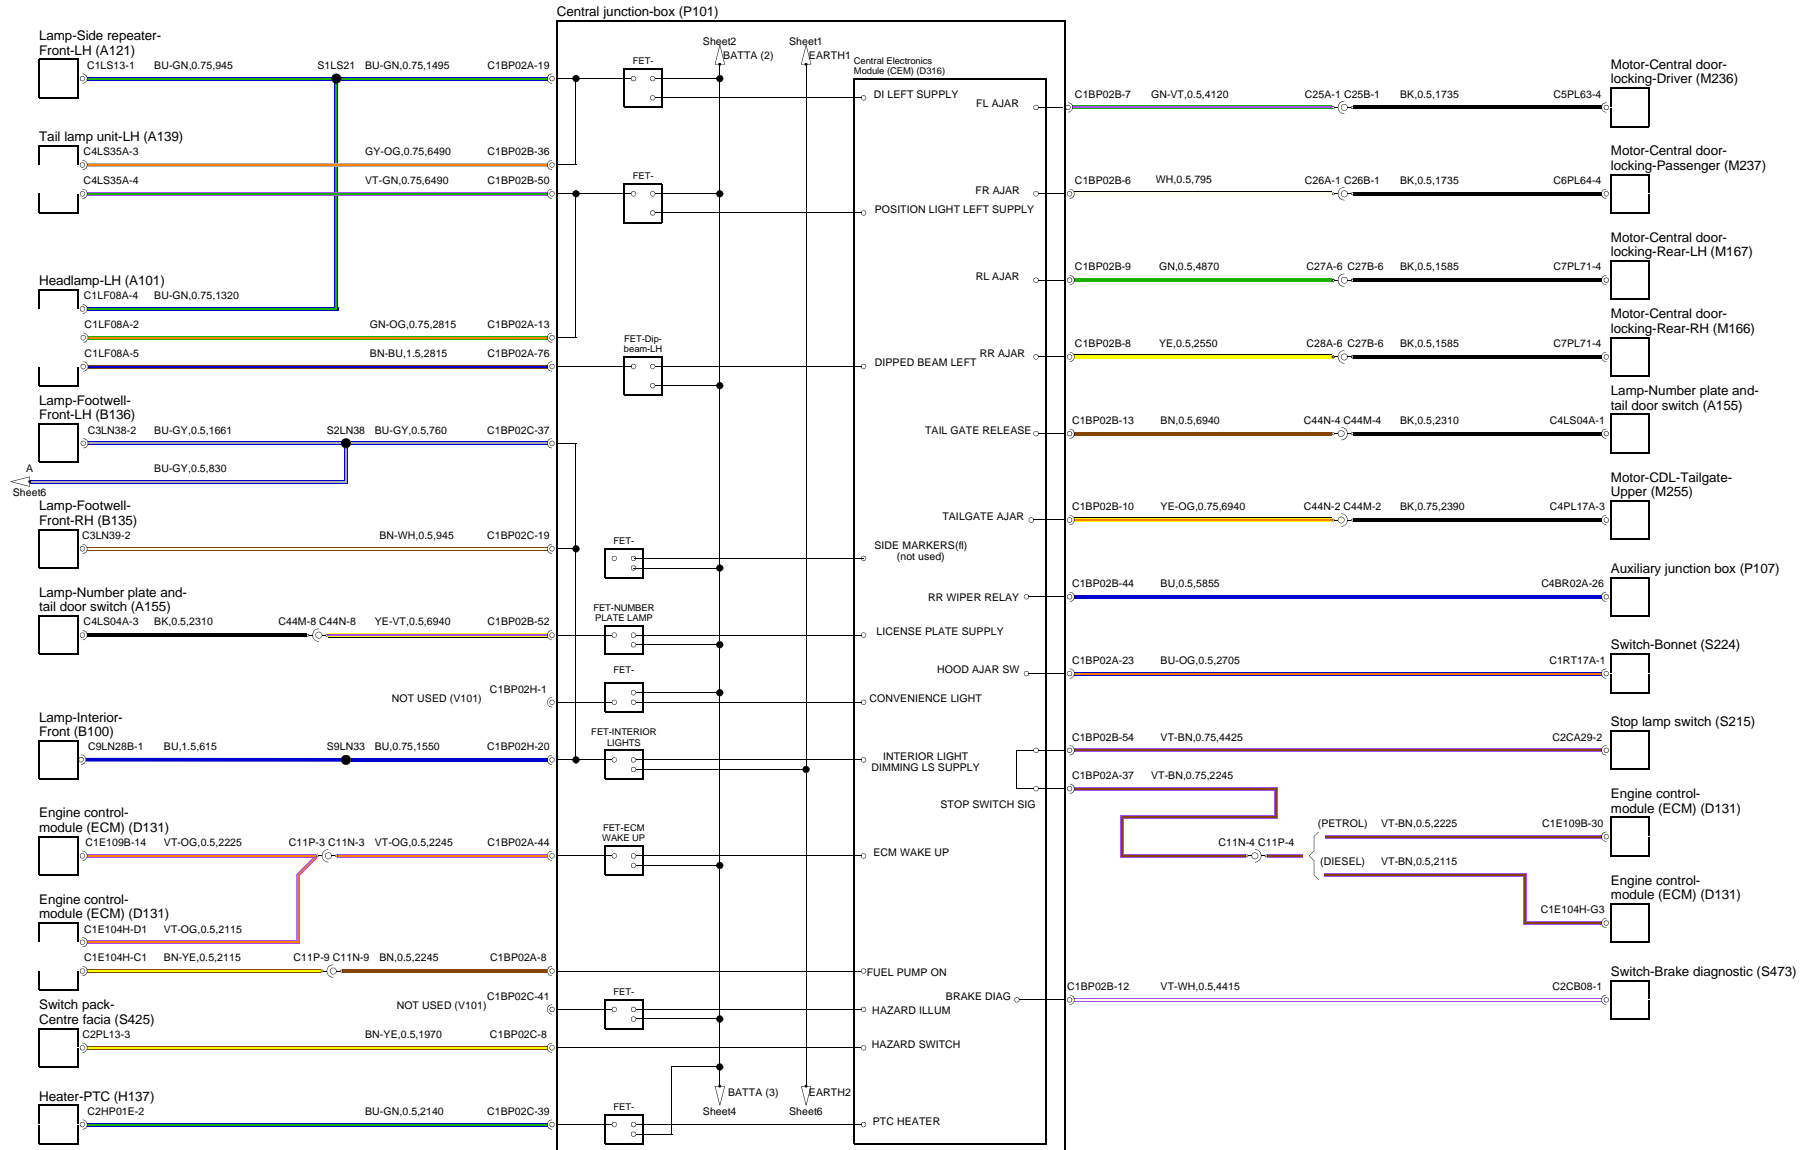 Central junction-box (P101)
Lamp-Side repeater-
Front-LH (A121)
C1LS13-1 BU-GN,0.75,945 S1LS21 BU-GN,0.75,1495 C1BP02A-19
Tail lamp unit-LH (A139)
C4LS35A-3 GY-OG,0.75,6490 C1BP02B-36
C4LS35A-4 VT-GN,0.75,6490 C1BP02B-50
Headlamp-LH (A101)
C1LF08A-4 BU-GN,0.75,1320
C1LF08A-2 GN-OG,0.75,2815 C1BP02A-13
C1LF08A-5 BN-BU,1.5,2815 C1BP02A-76
Lamp-Footwell-
Front-LH (B136)
C3LN38-2 BU-GY,0.5,1661 S2LN38 BU-GY,0.5,760 C1BP02C-37
A BU-GY,0.5,830
Sheet6
Lamp-Footwell-
Front-RH (B135)
C3LN39-2 BN-WH,0.5,945 C1BP02C-19
Lamp-Number plate and-
tail door switch (A155)
C4LS04A-3 BK,0.5,2310 C44M-8 C44N-8 YE-VT,0.5,6940 C1BP02B-52
NOT USED (V101) C1BP02H-1
Lamp-Interior-
Front (B100)
C9LN28B-1 BU,1.5,615 S9LN33 BU,0.75,1550 C1BP02H-20
Engine control-
module (ECM) (D131)
C1E109B-14 VT-OG,0.5,2225 C11P-3 C11N-3 VT-OG,0.5,2245 C1BP02A-44
Engine control-
module (ECM) (D131)
C1E104H-D1 VT-OG,0.5,2115
C1E104H-C1 BN-YE,0.5,2115 C11P-9 C11N-9 BN,0.5,2245 C1BP02A-8
NOT USED (V101) C1BP02C-41
Switch pack-
Centre facia (S425)
C2PL13-3 BN-YE,0.5,1970 C1BP02C-8
Heater-PTC (H137)
C2HP01E-2 BU-GN,0.5,2140 C1BP02C-39
Sheet2
BATTA (2)
Sheet1
EARTH1
FET-
FET-
FET-Dip-
beam-LH
FET-
FET-NUMBER
PLATE LAMP
FET-
FET-INTERIOR
LIGHTS
FET-ECM
WAKE UP
FET-
FET-
BATTA (3)
Sheet4
EARTH2
Sheet6
Central Electronics
Module (CEM) (D316)
DI LEFT SUPPLY
FL AJAR
FR AJAR
POSITION LIGHT LEFT SUPPLY
RL AJAR
RR AJAR
DIPPED BEAM LEFT
TAIL GATE RELEASE
TAILGATE AJAR
SIDE MARKERS(fl)
(not used)
RR WIPER RELAY
LICENSE PLATE SUPPLY
HOOD AJAR SW
CONVENIENCE LIGHT
INTERIOR LIGHT
DIMMING LS SUPPLY
STOP SWITCH SIG
ECM WAKE UP
FUEL PUMP ON
BRAKE DIAG
HAZARD ILLUM
HAZARD SWITCH
PTC HEATER
Motor-Central door-
locking-Driver (M236)
C1BP02B-7 GN-VT,0.5,4120 C25A-1 C25B-1 BK,0.5,1735 C5PL63-4
Motor-Central door-
locking-Passenger (M237)
C1BP02B-6 WH,0.5,795 C26A-1 C26B-1 BK,0.5,1735 C6PL64-4
Motor-Central door-
locking-Rear-LH (M167)
C1BP02B-9 GN,0.5,4870 C27A-6 C27B-6 BK,0.5,1585 C7PL71-4
Motor-Central door-
locking-Rear-RH (M166)
C1BP02B-8 YE,0.5,2550 C28A-6 C27B-6 BK,0.5,1585 C7PL71-4
Lamp-Number plate and-
tail door switch (A155)
C1BP02B-13 BN,0.5,6940 C44N-4 C44M-4 BK,0.5,2310 C4LS04A-1
Motor-CDL-Tailgate-
Upper (M255)
C1BP02B-10 YE-OG,0.75,6940 C44N-2 C44M-2 BK,0.75,2390 C4PL17A-3
Auxiliary junction box (P107)
C1BP02B-44 BU,0.5,5855 C4BR02A-26
Switch-Bonnet (S224)
C1BP02A-23 BU-OG,0.5,2705 C1RT17A-1
Stop lamp switch (S215)
C1BP02B-54 VT-BN,0.75,4425 C2CA29-2
C1BP02A-37 VT-BN,0.75,2245
Engine control-
module (ECM) (D131)
(PETROL) VT-BN,0.5,2225 C1E109B-30
C11N-4 C11P-4
(DIESEL) VT-BN,0.5,2115
Engine control-
module (ECM) (D131)
C1E104H-G3
Switch-Brake diagnostic (S473)
C1BP02B-12 VT-WH,0.5,4415 C2CB08-1